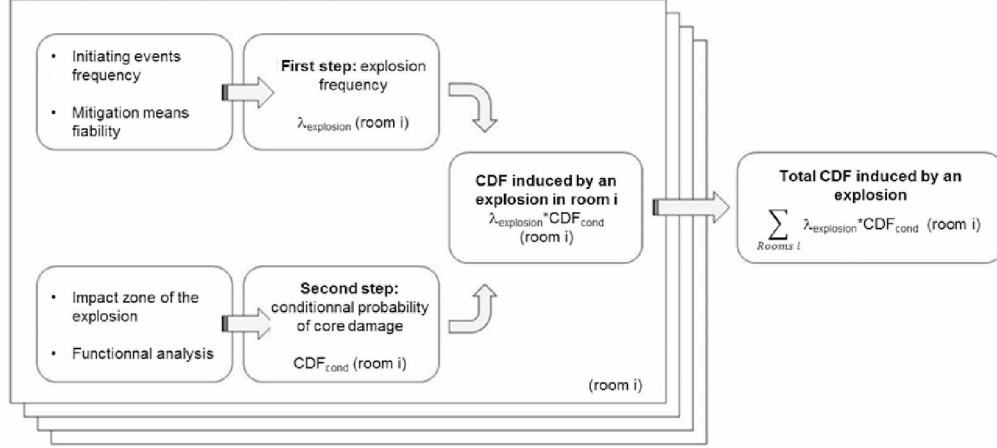 • Initiating events
frequency
• Mitigation means
fiability
First step: explosion
frequency
λexplosion (room i)
CDF induced by an
explosion in room i
λexplosion*CDFcond
(room i)
Total CDF induced by an
explosion
∑ λexplosion*CDFcond (room i)
Rooms i
• Impact zone of the
explosion
• Functionnal analysis
Second step:
conditionnal probability
of core damage
CDFcond (room i)
(room i)